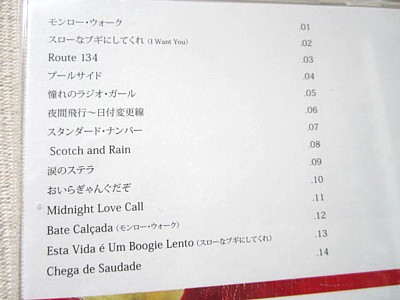 モンロー・ウォーク .01
スローなブギにしてくれ (I Want You) .02
Route 134 .03
プールサイド .04
憧れのラジオ・ガール .05
夜間飛行〜日付変更線 .06
スタンダード・ナンバー .07
Scotch and Rain .08
涙のステラ .09
おいらぎゃんぐだぞ .10
Midnight Love Call .11
Bate Calçada (モンロー・ウォーク) .12
Esta Vida é Um Boogie Lento (スローなブギにしてくれ) .13
Chega de Saudade .14